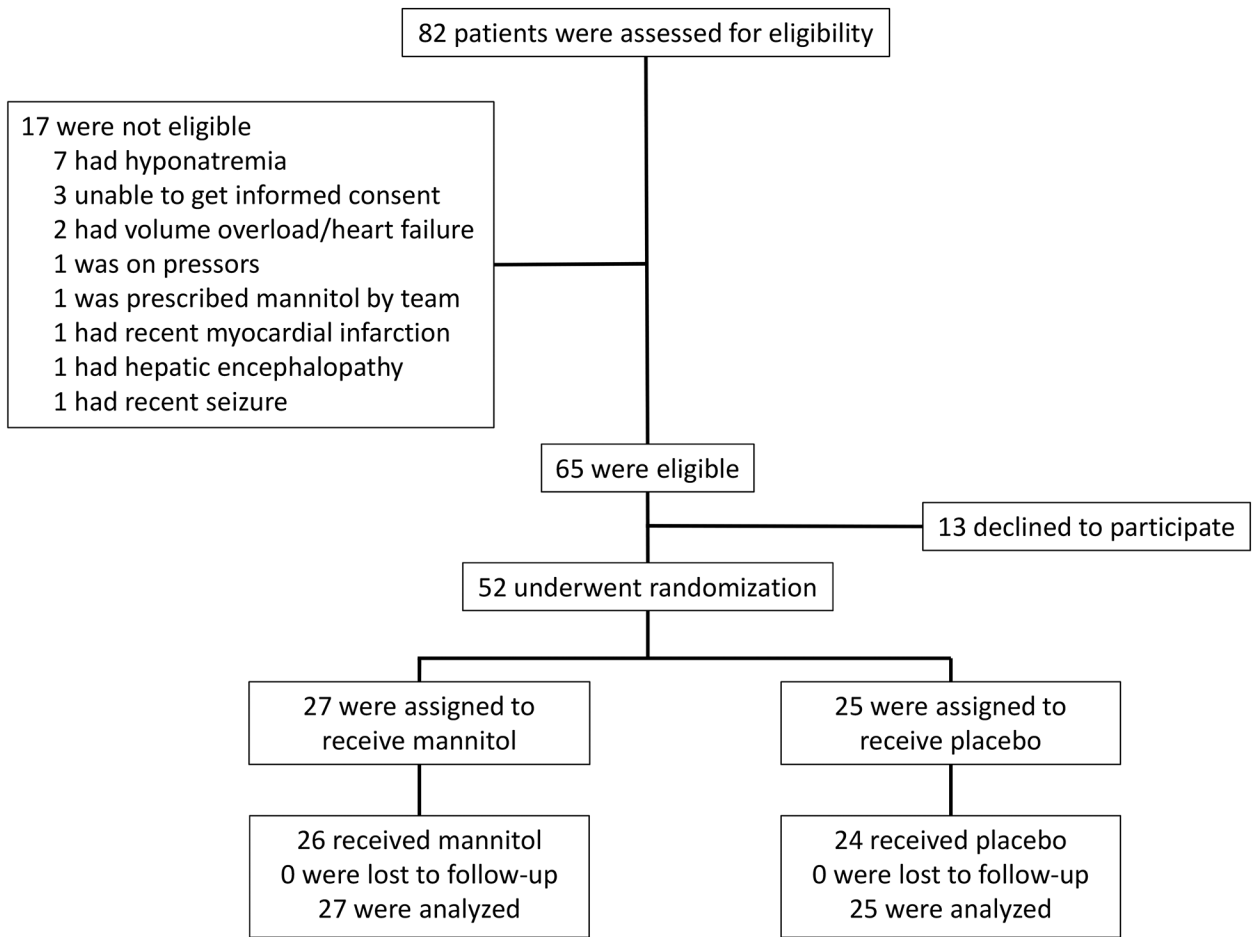 82 patients were assessed for eligibility
17 were not eligible
7 had hyponatremia
3 unable to get informed consent
2 had volume overload/heart failure
1 was on pressors
1 was prescribed mannitol by team
1 had recent myocardial infarction
1 had hepatic encephalopathy
1 had recent seizure
65 were eligible
13 declined to participate
52 underwent randomization
27 were assigned to
receive mannitol
25 were assigned to
receive placebo
26 received mannitol
0 were lost to follow-up
27 were analyzed
24 received placebo
0 were lost to follow-up
25 were analyzed